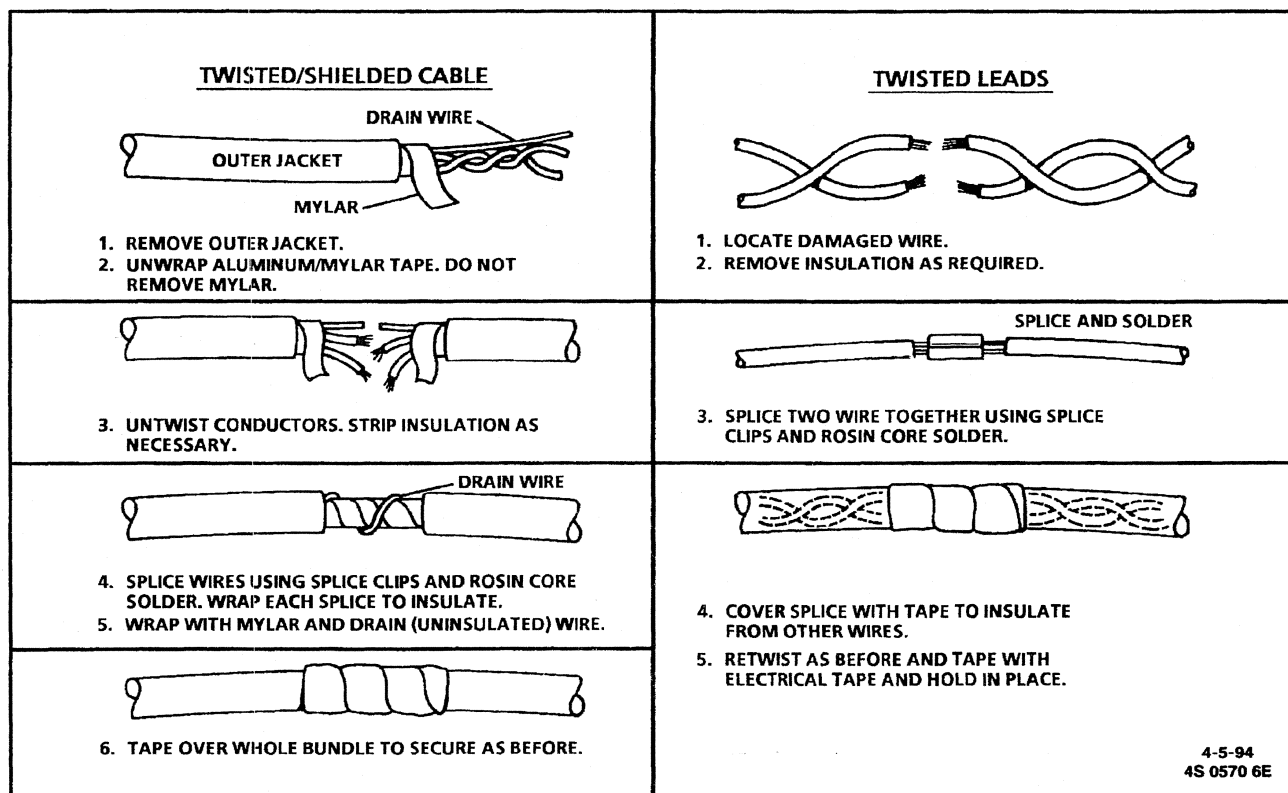 TWISTED/SHIELDED CABLE
DRAIN WIRE
OUTER JACKET
MYLAR
1. REMOVE OUTER JACKET.
2. UNWRAP ALUMINUM/MYLAR TAPE. DO NOT
REMOVE MYLAR.
3. UNTWIST CONDUCTORS. STRIP INSULATION AS
NECESSARY.
DRAIN WIRE
4. SPLICE WIRES USING SPLICE CLIPS AND ROSIN CORE
SOLDER. WRAP EACH SPLICE TO INSULATE.
5. WRAP WITH MYLAR AND DRAIN (UNINSULATED) WIRE.
6. TAPE OVER WHOLE BUNDLE TO SECURE AS BEFORE.
TWISTED LEADS
1. LOCATE DAMAGED WIRE.
2. REMOVE INSULATION AS REQUIRED.
SPLICE AND SOLDER
3. SPLICE TWO WIRE TOGETHER USING SPLICE
CLIPS AND ROSIN CORE SOLDER.
4. COVER SPLICE WITH TAPE TO INSULATE
FROM OTHER WIRES.
5. RETWIST AS BEFORE AND TAPE WITH
ELECTRICAL TAPE AND HOLD IN PLACE.
4-5-94
4S 0570 6E